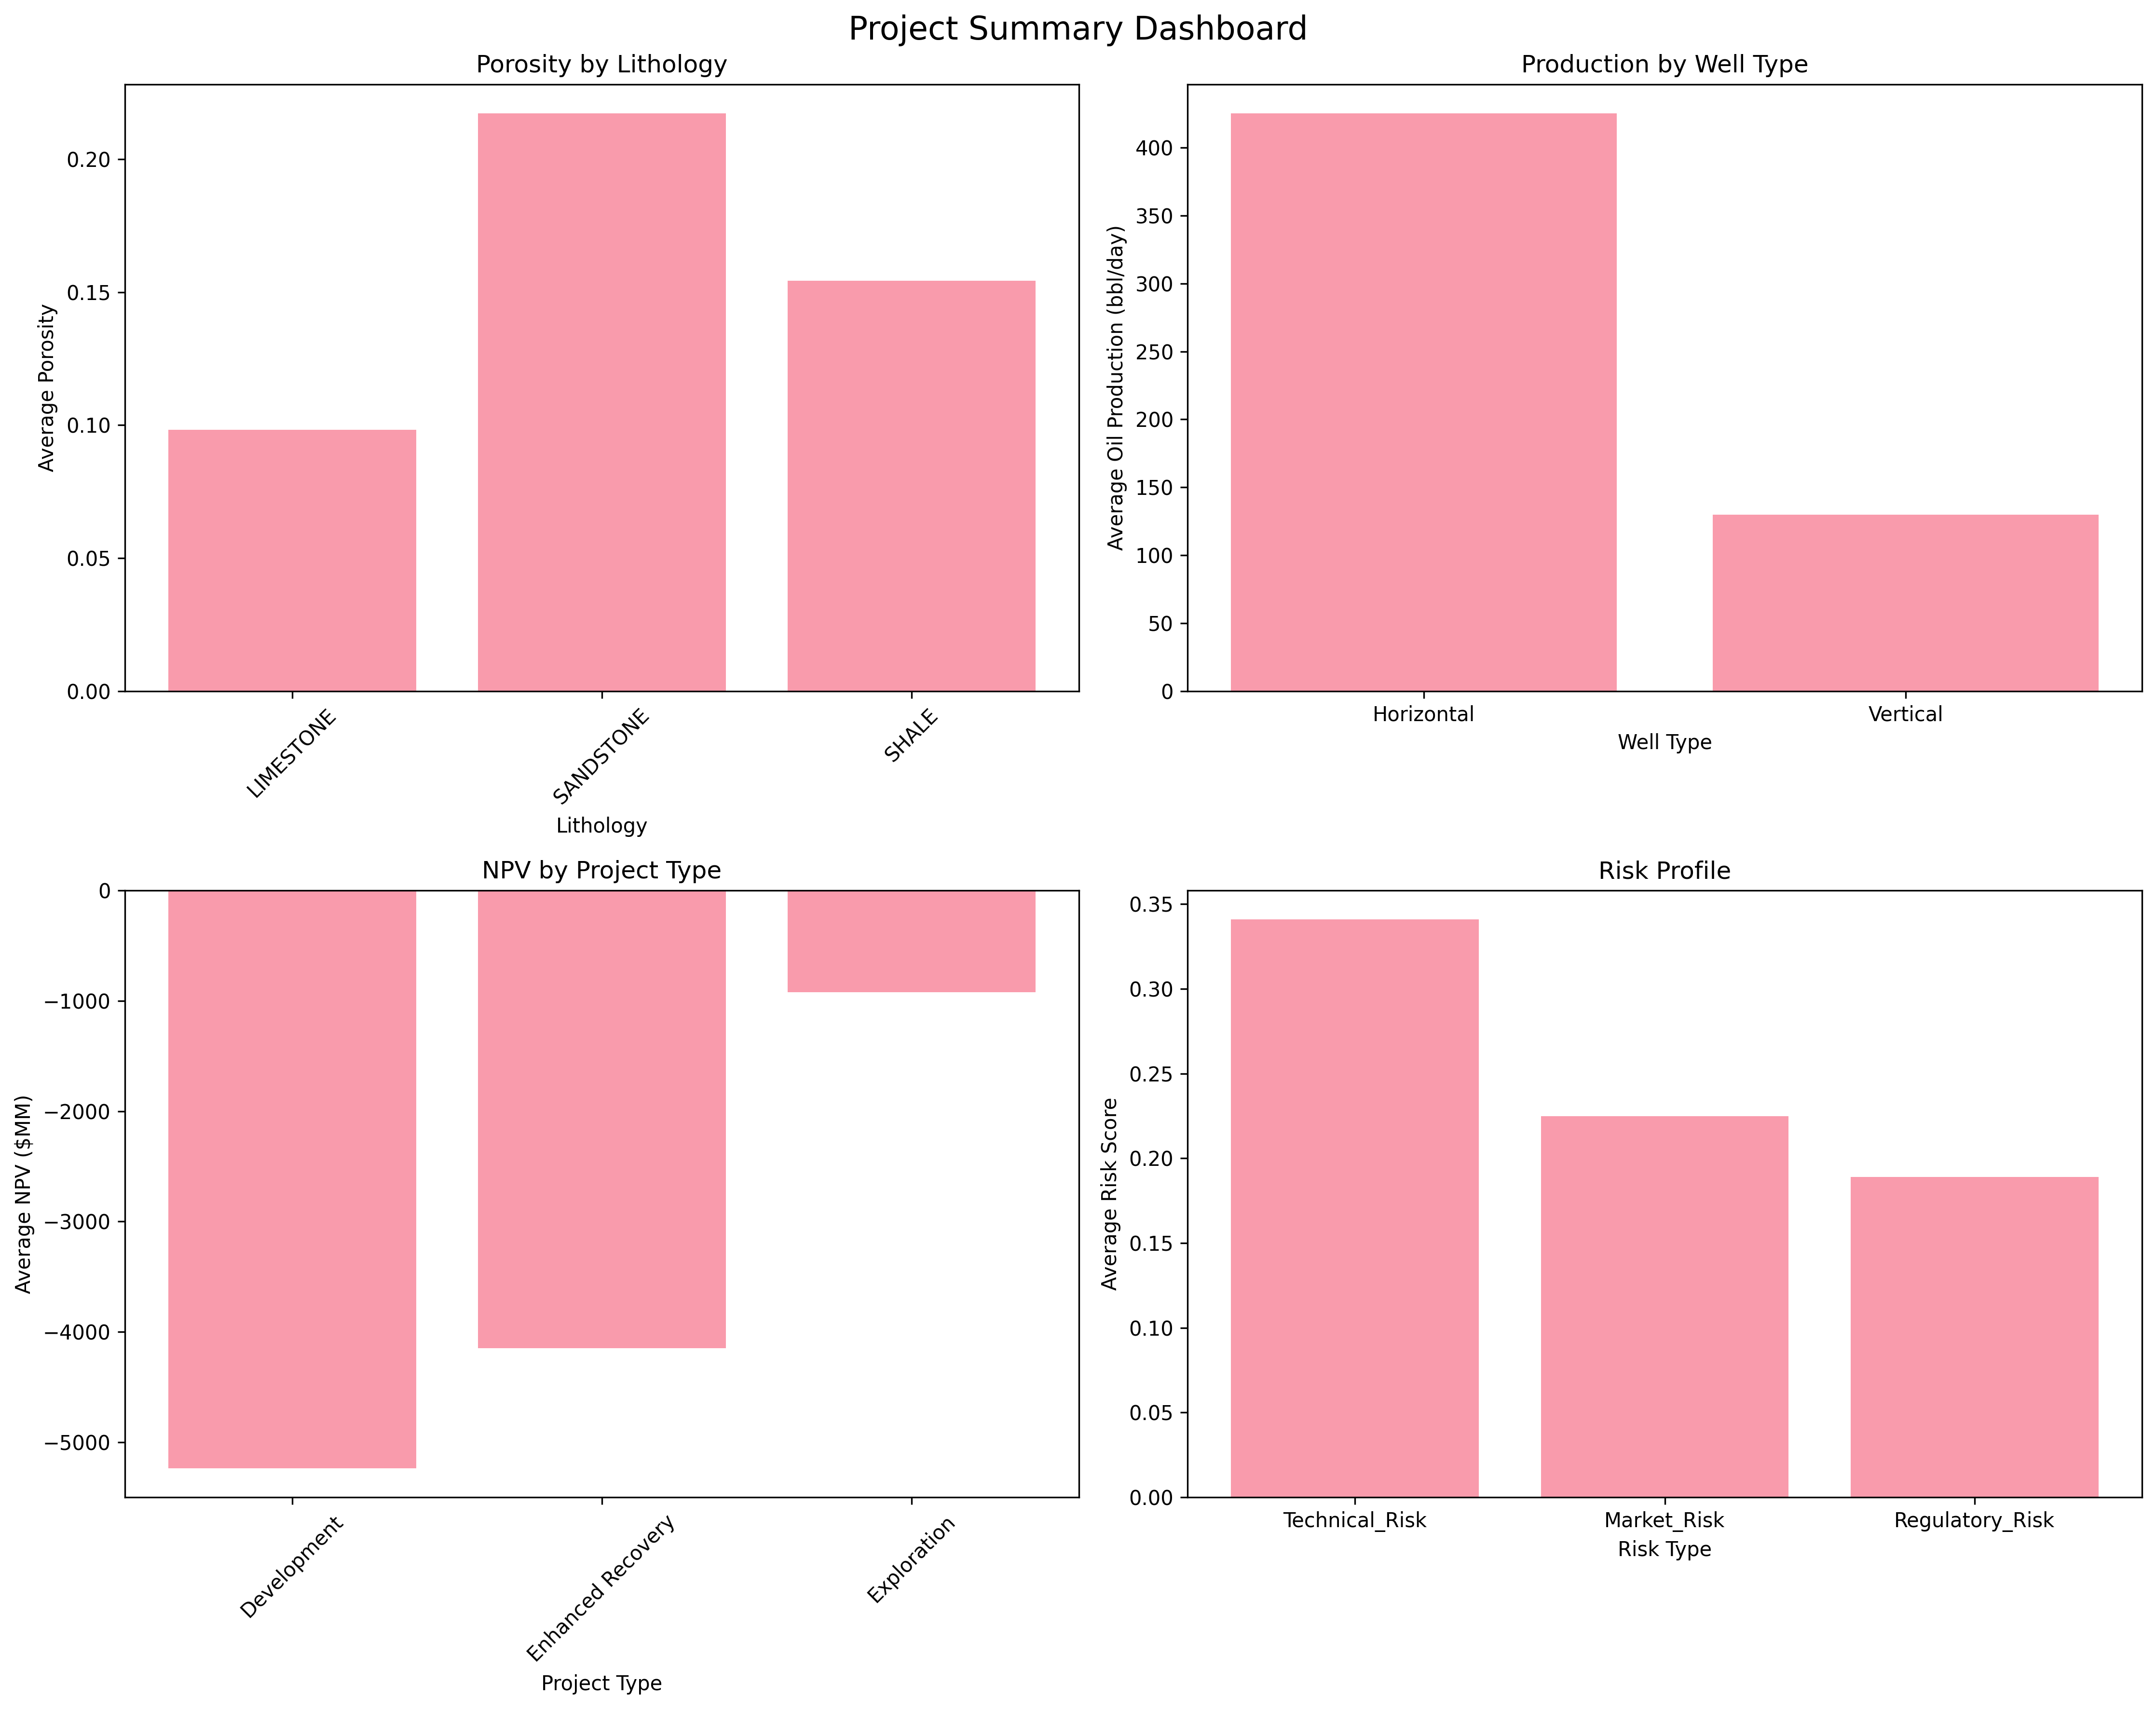 Project Summary Dashboard
Porosity by Lithology
Average Porosity
0.20
0.15
0.10
0.05
0.00
LIMESTONE
SANDSTONE
SHALE
Lithology
Production by Well Type
Average Oil Production (bbl/day)
400
350
300
250
200
150
100
50
0
Horizontal
Vertical
Well Type
NPV by Project Type
Average NPV ($MM)
0
−1000
−2000
−3000
−4000
−5000
Development
Enhanced Recovery
Exploration
Project Type
Risk Profile
Average Risk Score
0.35
0.30
0.25
0.20
0.15
0.10
0.05
0.00
Technical_Risk
Market_Risk
Regulatory_Risk
Risk Type